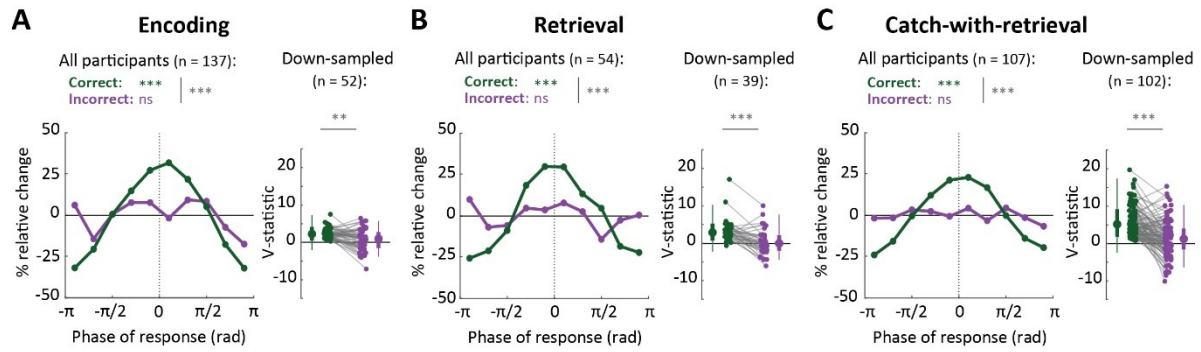 A Encoding
All participants (n = 137):
Correct: ***
Incorrect: ns
***
Down-sampled
(n = 52):
**
50
25
0
-25
-50
% relative change
-π -π/2 0 π/2 π
Phase of response (rad)
20
10
0
-10
V-statistic
B Retrieval
All participants (n = 54):
Correct: ***
Incorrect: ns
***
Down-sampled
(n = 39):
***
50
25
0
-25
-50
% relative change
-π -π/2 0 π/2 π
Phase of response (rad)
20
10
0
-10
V-statistic
C Catch-with-retrieval
All participants (n = 107):
Correct: ***
Incorrect: ns
***
Down-sampled
(n = 102):
***
50
25
0
-25
-50
% relative change
-π -π/2 0 π/2 π
Phase of response (rad)
20
10
0
-10
V-statistic